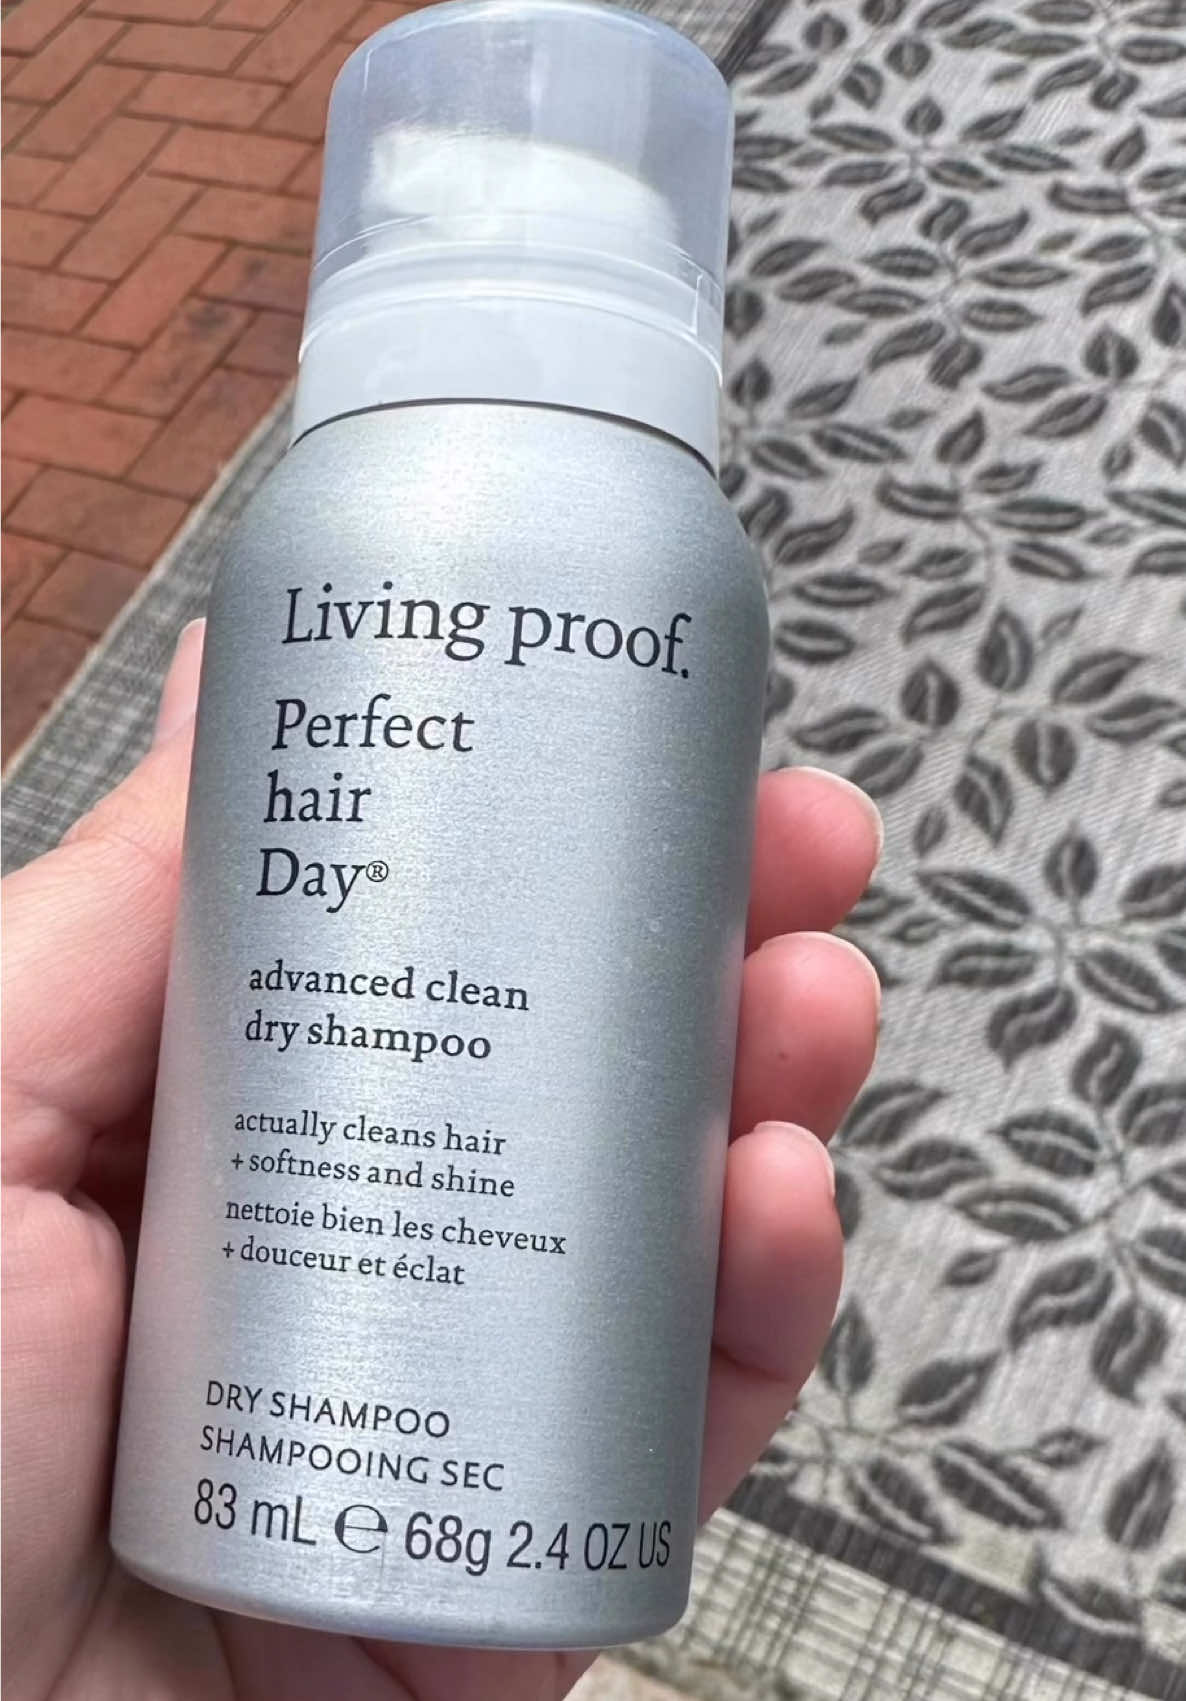 Living proof.
Perfect
hair
Day®
advanced clean
dry shampoo
actually cleans hair
+ softness and shine
nettoie bien les cheveux
+ douceur et éclat
DRY SHAMPOO
SHAMPOOING SEC
83 mL ℮ 68g 2.4 OZ US